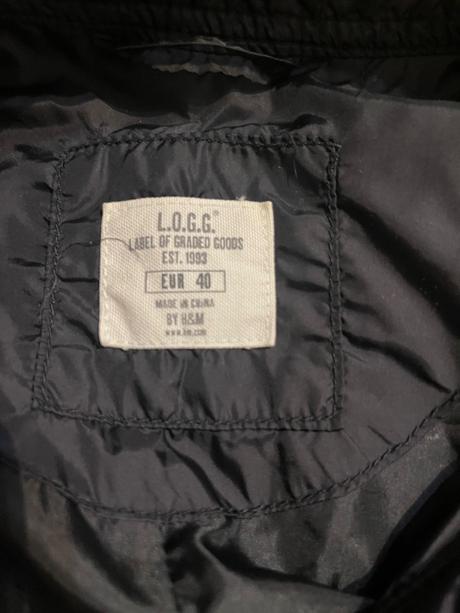 L.O.G.G.®
LABEL OF GRADED GOODS
EST. 1993
EUR 40
MADE IN CHINA
BY H&M
www.hm.com